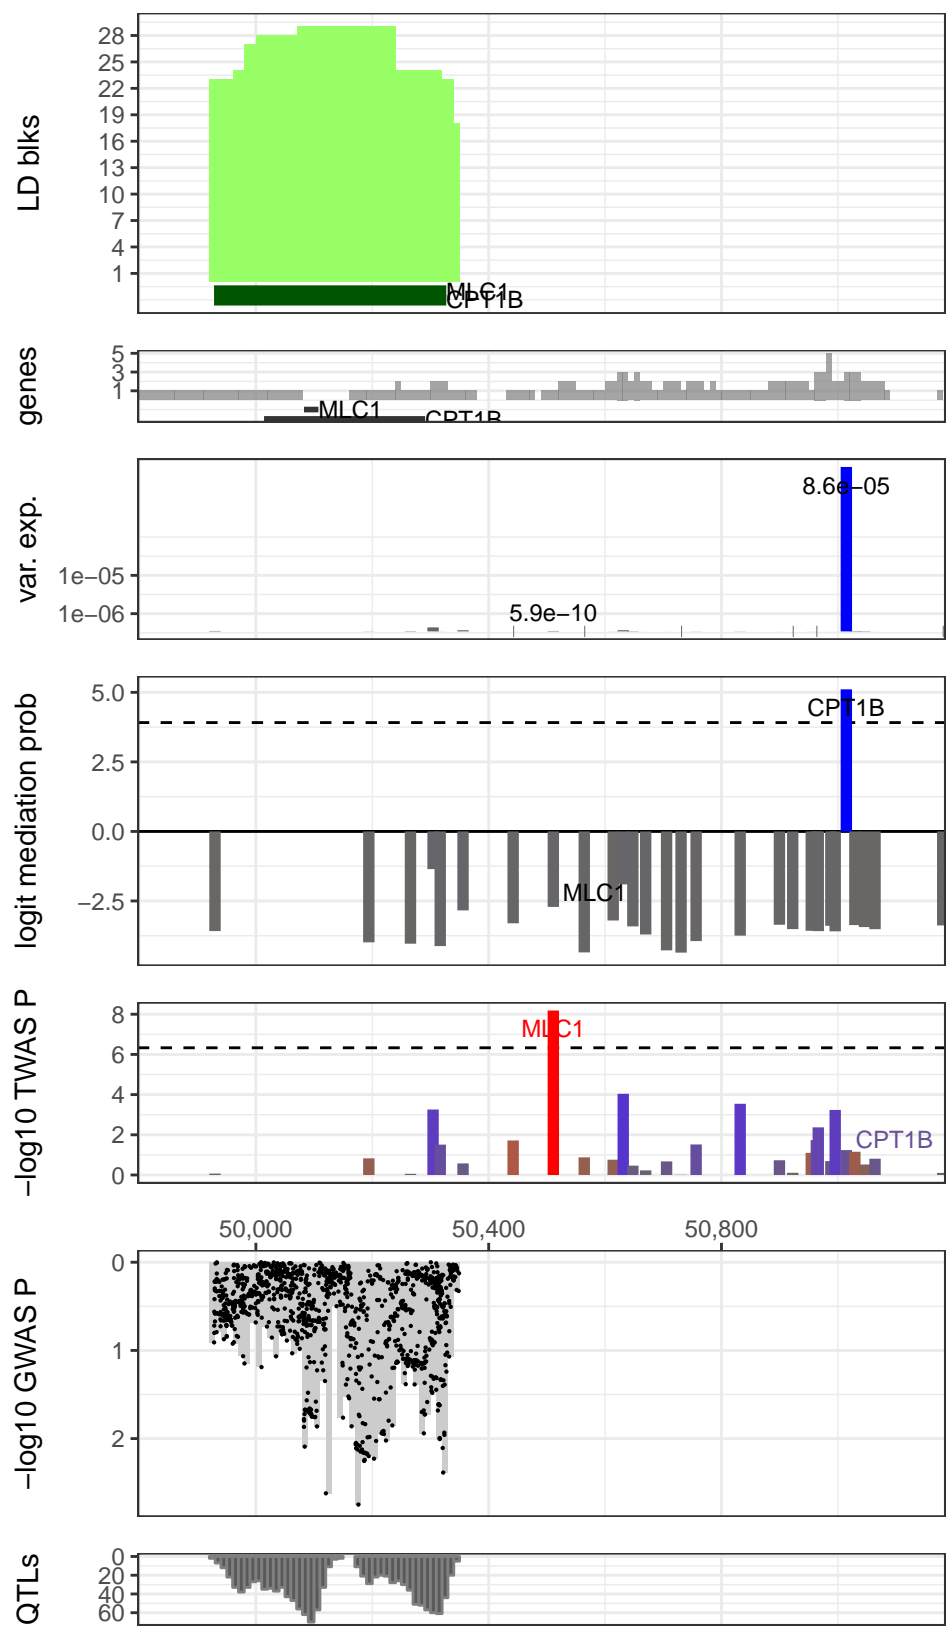 LD blks
28
25
22
19
16
13
10
7
4
1
MLC1
CPT1B
genes
5
3
1
MLC1
CPT1B
var. exp.
8.6e−05
1e−05
1e−06
5.9e−10
logit mediation prob
5.0
2.5
0.0
−2.5
CPT1B
MLC1
−log10 TWAS P
8
6
4
2
0
MLC1
CPT1B
50,000 50,400 50,800
−log10 GWAS P
0
1
2
QTLs
0
20
40
60